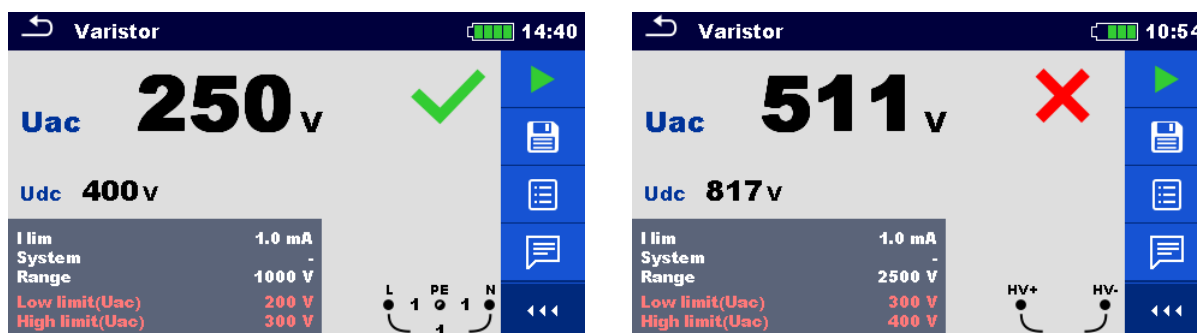 Varistor 14:40
Uac 250 V
Udc 400 V
I lim 1.0 mA
System -
Range 1000 V
Low limit(Uac) 200 V
High limit(Uac) 300 V
L PE N
1 1
1
Varistor 10:54
Uac 511 V
Udc 817 V
I lim 1.0 mA
System -
Range 2500 V
Low limit(Uac) 300 V
High limit(Uac) 400 V
HV+ HV-